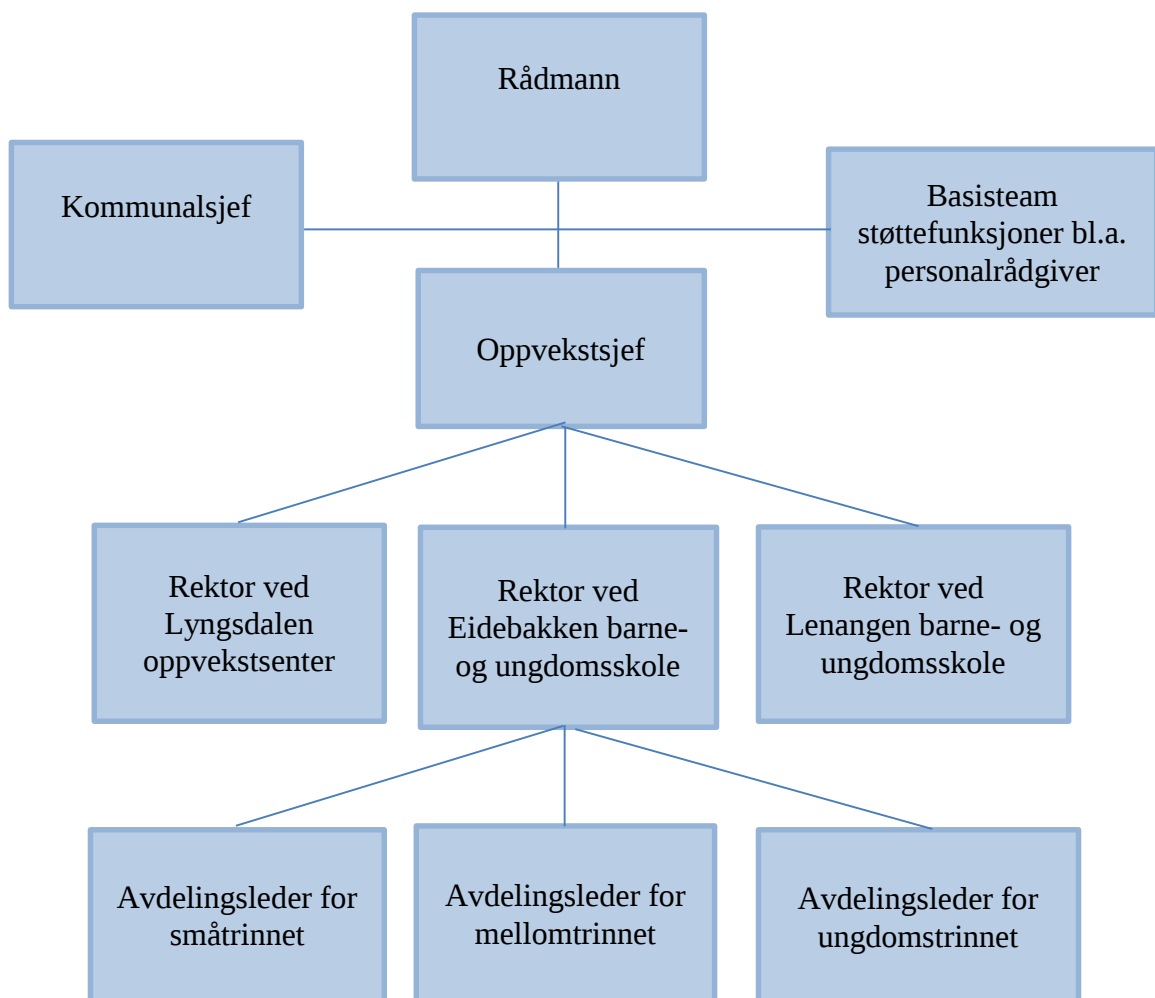 Rådmann
Kommunalsjef
Basisteam
støttefunksjoner bl.a.
personalrådgiver
Oppvekstsjef
Rektor ved
Lyngsdalen
oppvekstsenter
Rektor ved
Eidebakken barne-
og ungdomsskole
Rektor ved
Lenangen barne- og
ungdomsskole
Avdelingsleder for
småtrinnet
Avdelingsleder for
mellomtrinnet
Avdelingsleder for
ungdomstrinnet